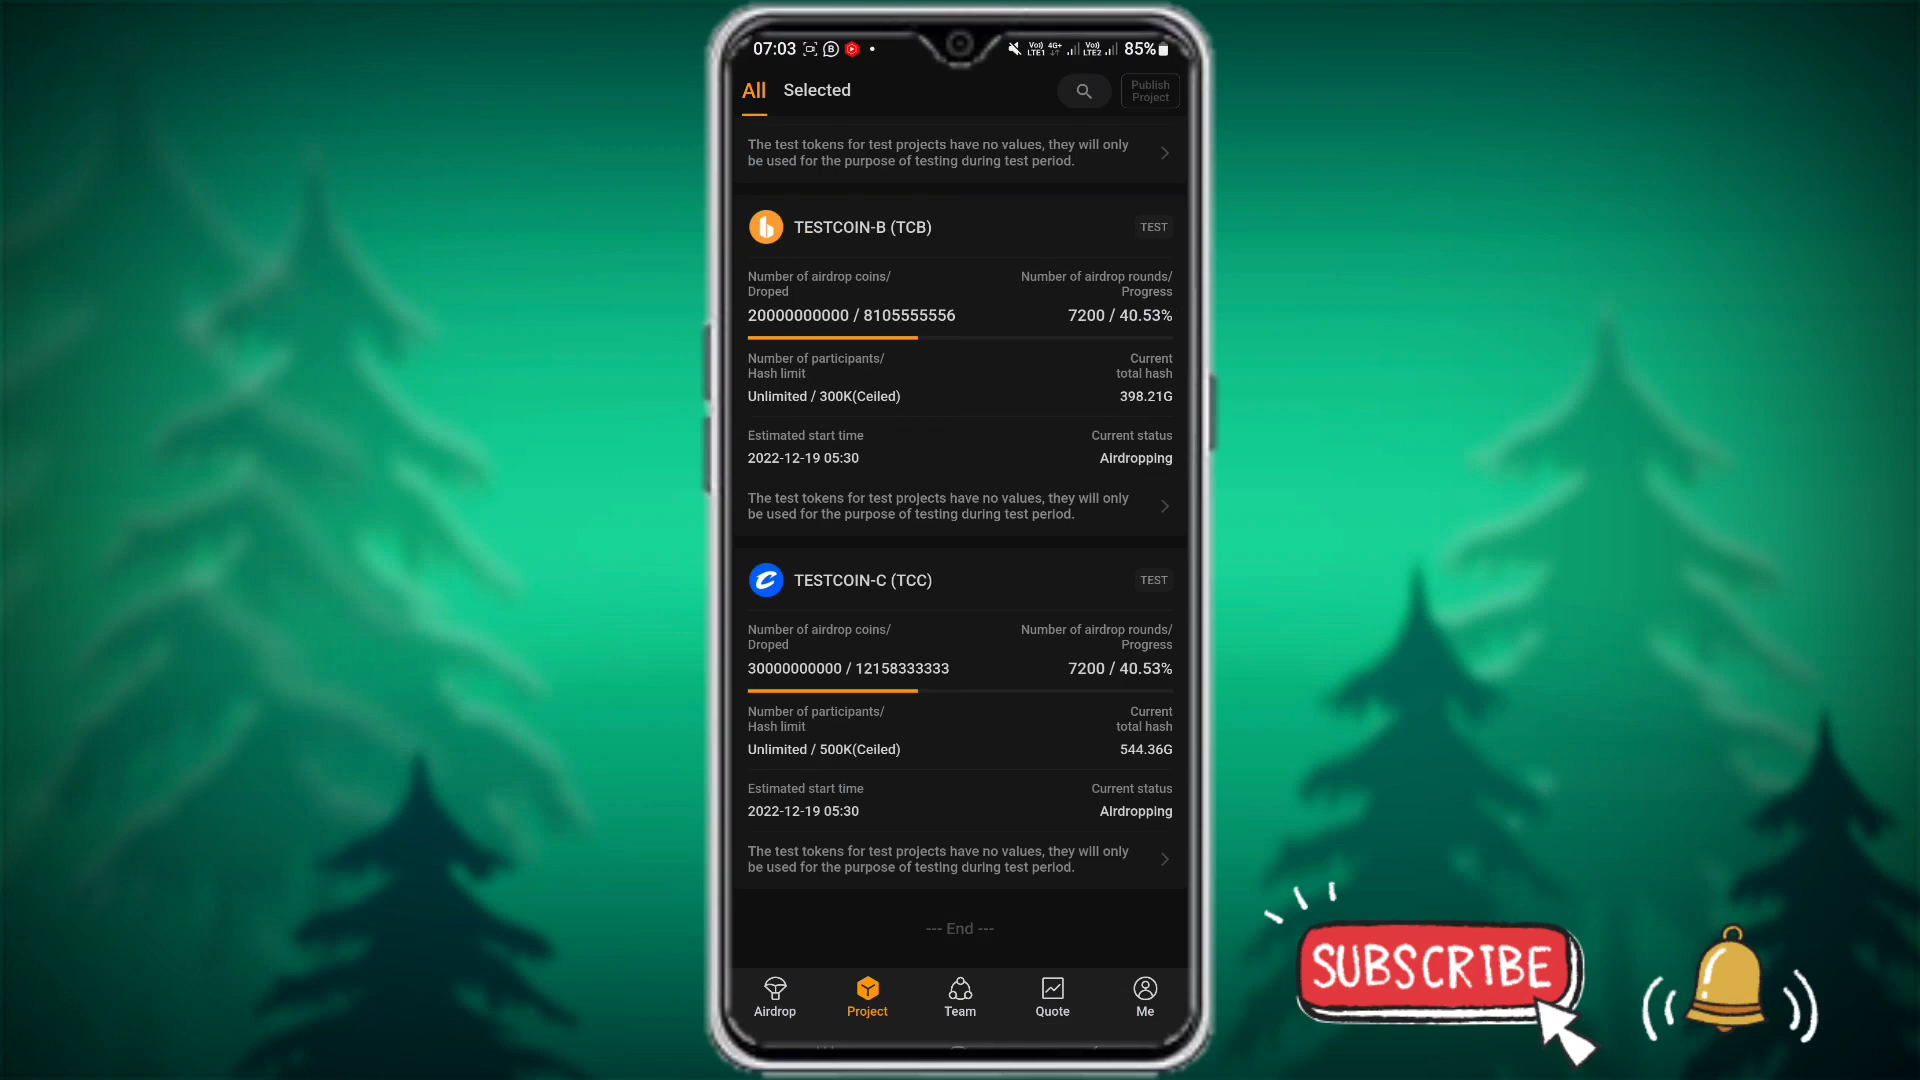 07:03
Vo)) LTE1 4G+ Vo)) LTE2 85%
All Selected
Publish
Project
The test tokens for test projects have no values, they will only
be used for the purpose of testing during test period.
TESTCOIN-B (TCB) TEST
Number of airdrop coins/
Droped
Number of airdrop rounds/
Progress
20000000000 / 8105555556 7200 / 40.53%
Number of participants/
Hash limit
Current
total hash
Unlimited / 300K(Ceiled) 398.21G
Estimated start time Current status
2022-12-19 05:30 Airdropping
The test tokens for test projects have no values, they will only
be used for the purpose of testing during test period.
TESTCOIN-C (TCC) TEST
Number of airdrop coins/
Droped
Number of airdrop rounds/
Progress
30000000000 / 12158333333 7200 / 40.53%
Number of participants/
Hash limit
Current
total hash
Unlimited / 500K(Ceiled) 544.36G
Estimated start time Current status
2022-12-19 05:30 Airdropping
The test tokens for test projects have no values, they will only
be used for the purpose of testing during test period.
--- End ---
Airdrop Project Team Quote Me
SUBSCRIBE